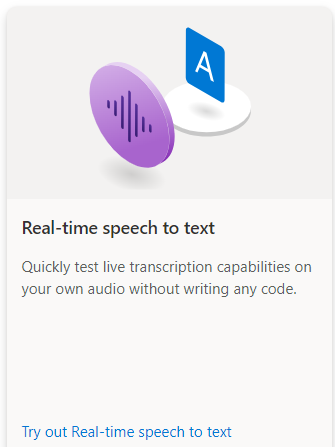 A
Real-time speech to text
Quickly test live transcription capabilities on
your own audio without writing any code.
Try out Real-time speech to text